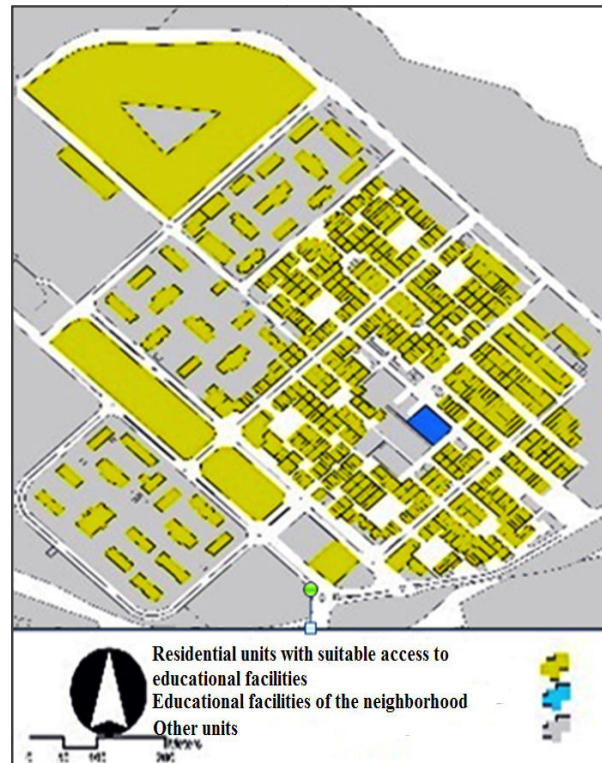 Residential units with suitable access to
educational facilities
Educational facilities of the neighborhood
Other units